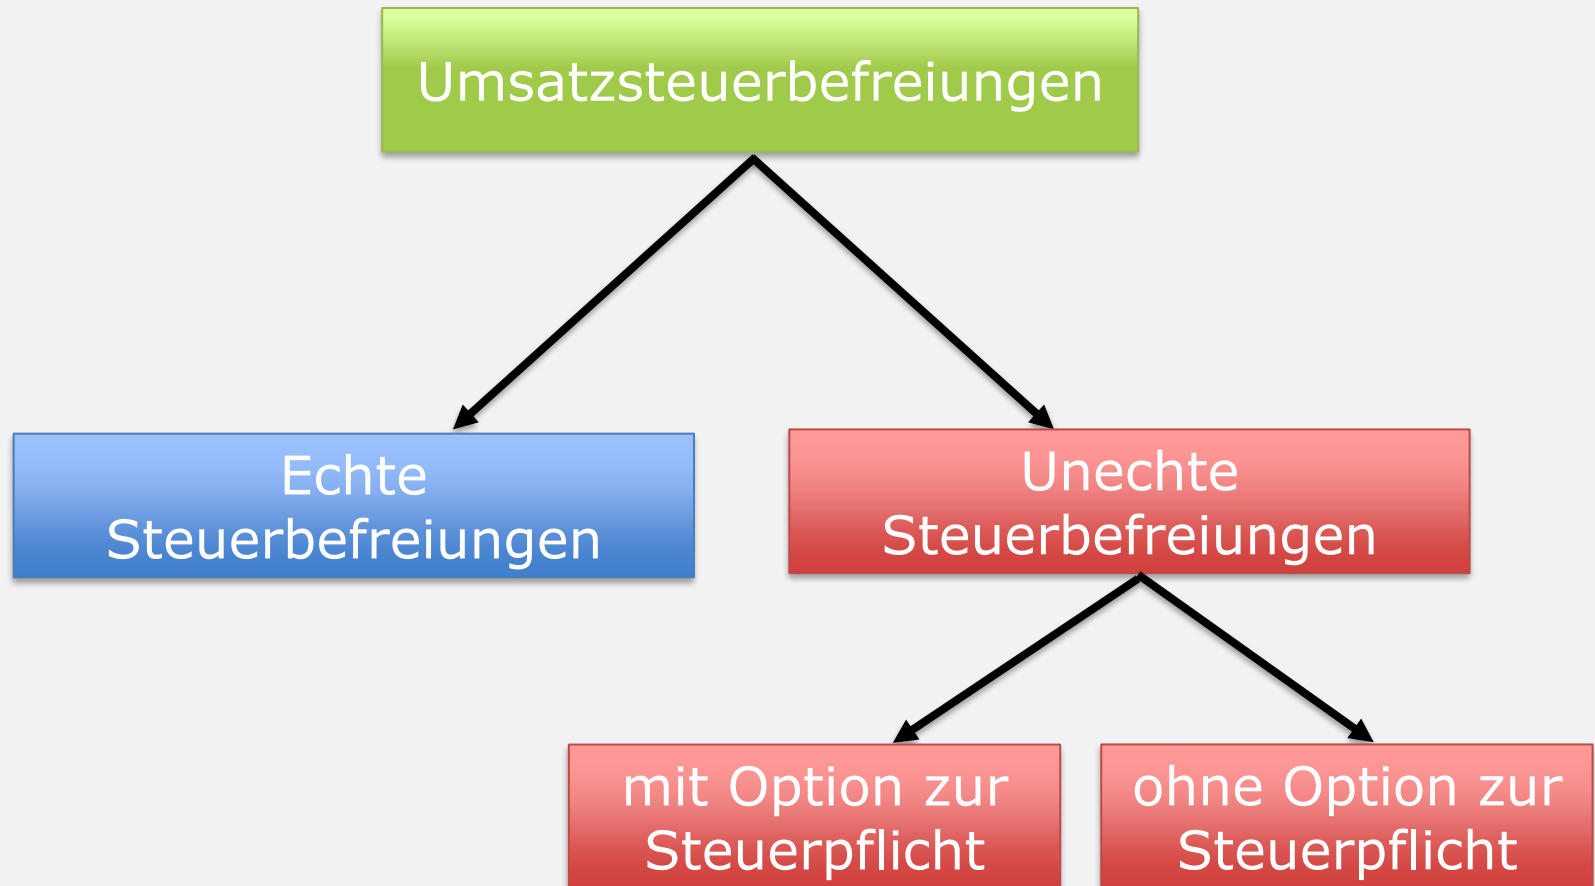 Umsatzsteuerbefreiungen
Echte
Steuerbefreiungen
Unechte
Steuerbefreiungen
mit Option zur
Steuerpflicht
ohne Option zur
Steuerpflicht